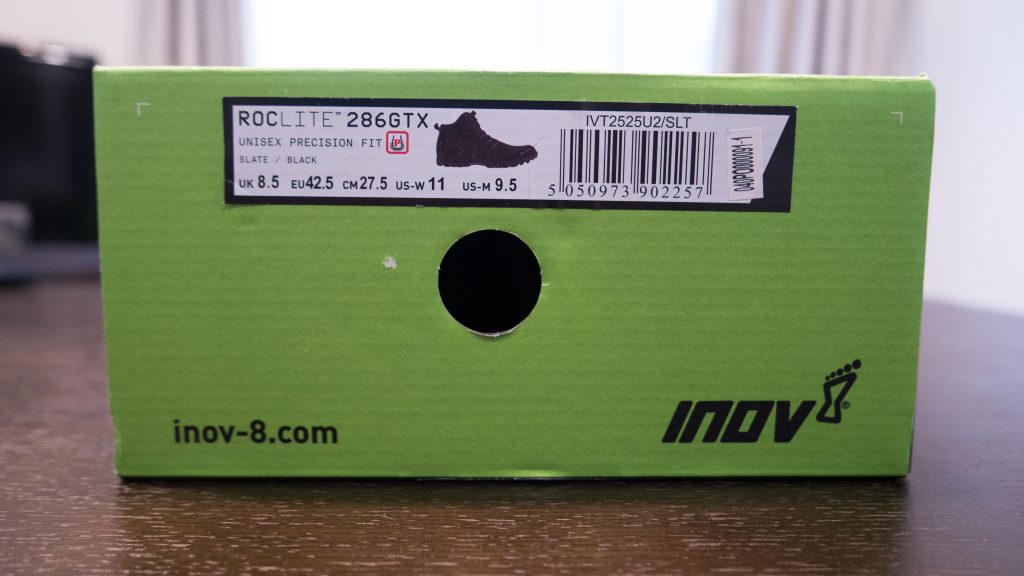 ROCLITE™ 286GTX
UNISEX PRECISION FIT P
SLATE / BLACK
UK 8.5 EU 42.5 CM 27.5 US-W 11 US-M 9.5
IVT2525U2/SLT
5 050973 902257
inov-8.com
INOV8®